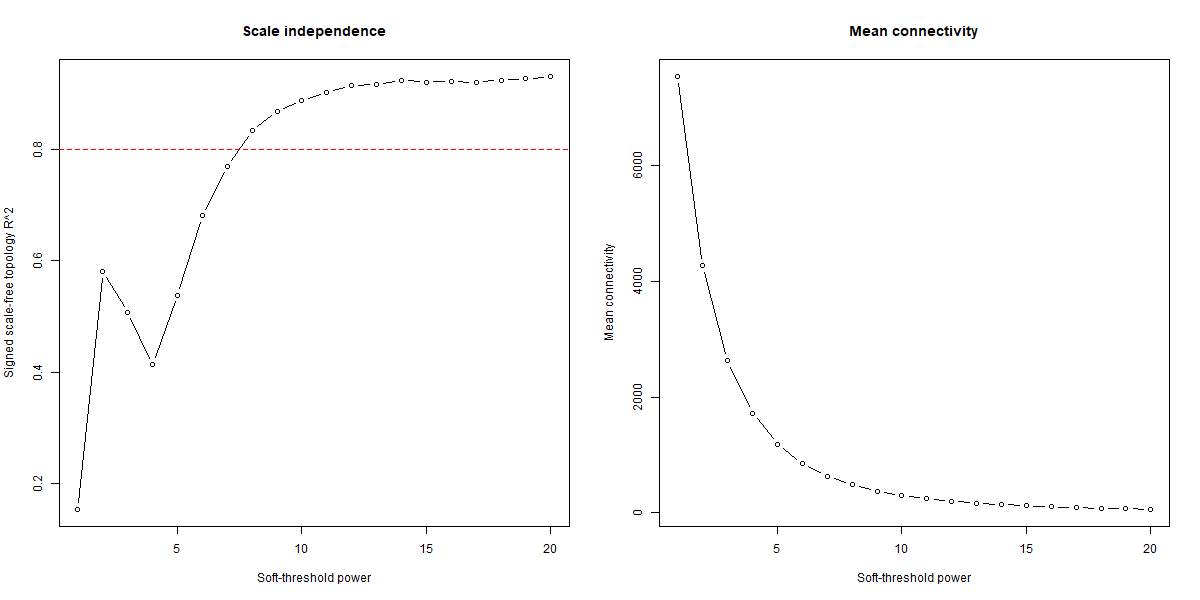 Scale independence
Signed scale-free topology R^2
0.8
0.6
0.4
0.2
5
10
15
20
Soft-threshold power
Mean connectivity
Mean connectivity
6000
4000
2000
0
5
10
15
20
Soft-threshold power